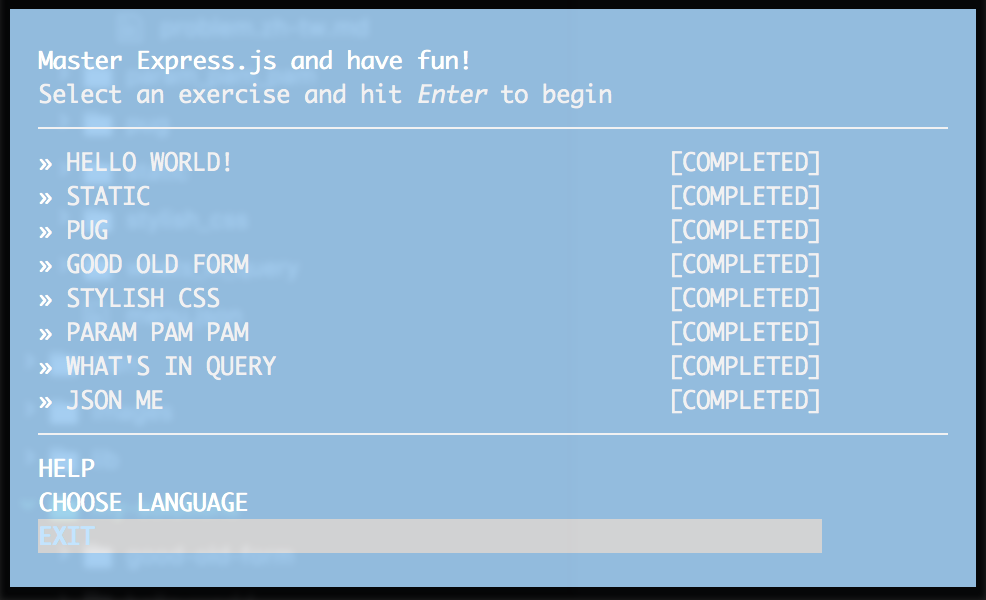 Master Express.js and have fun!
Select an exercise and hit Enter to begin
» HELLO WORLD! [COMPLETED]
» STATIC [COMPLETED]
» PUG [COMPLETED]
» GOOD OLD FORM [COMPLETED]
» STYLISH CSS [COMPLETED]
» PARAM PAM PAM [COMPLETED]
» WHAT'S IN QUERY [COMPLETED]
» JSON ME [COMPLETED]
HELP
CHOOSE LANGUAGE
EXIT